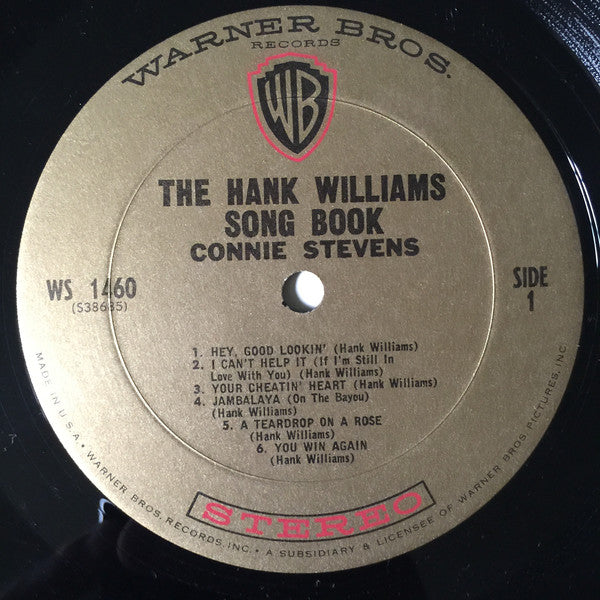 WARNER BROS.
RECORDS
WB
THE HANK WILLIAMS
SONG BOOK
CONNIE STEVENS
WS 1460
(S38685)
SIDE
1
1. HEY, GOOD LOOKIN' (Hank Williams)
2. I CAN'T HELP IT (If I'm Still In
Love With You) (Hank Williams)
3. YOUR CHEATIN' HEART (Hank Williams)
4. JAMBALAYA (On The Bayou)
(Hank Williams)
5. A TEARDROP ON A ROSE
(Hank Williams)
6. YOU WIN AGAIN
(Hank Williams)
STEREO
MADE IN U.S.A. • WARNER BROS. RECORDS, INC. • A SUBSIDIARY & LICENSEE OF WARNER BROS. PICTURES, INC.